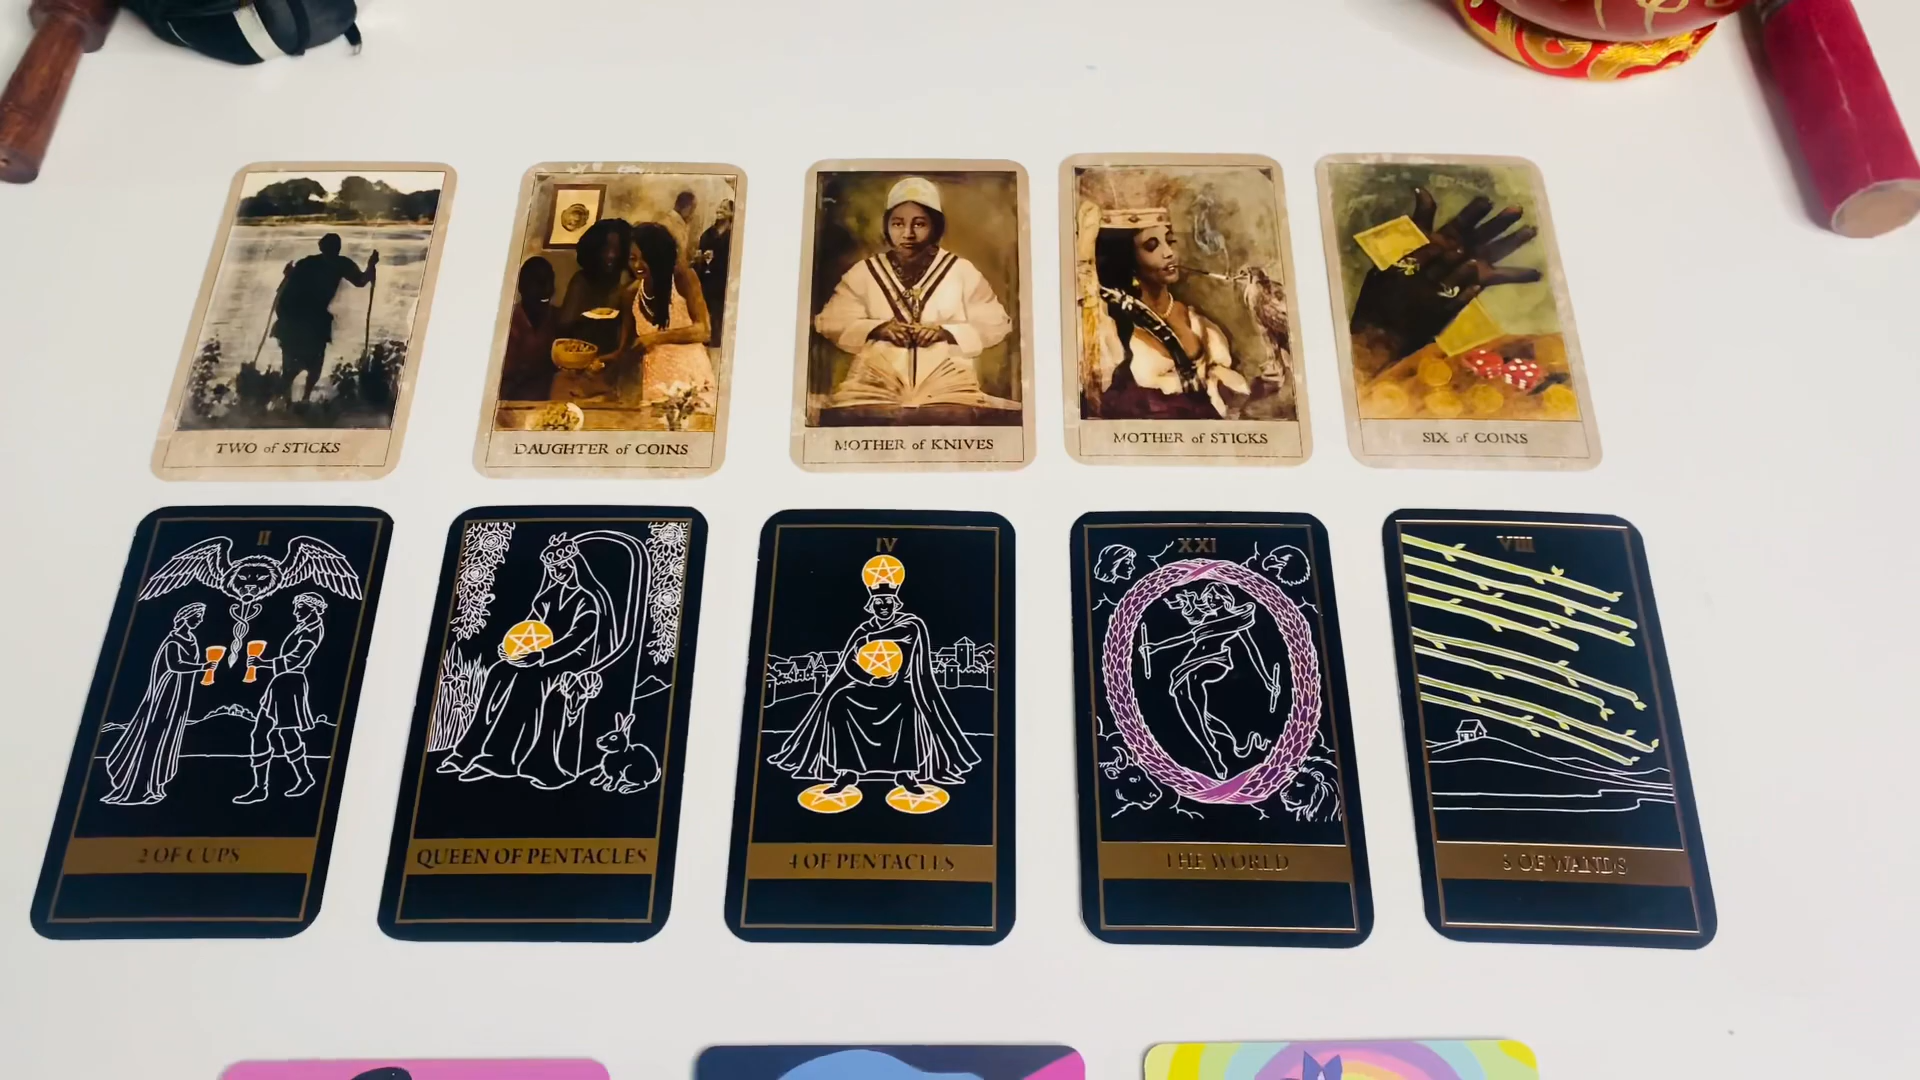 TWO of STICKS
DAUGHTER of COINS
MOTHER of KNIVES
MOTHER of STICKS
SIX of COINS
II
2 OF CUPS
QUEEN OF PENTACLES
IV
4 OF PENTACLES
XXI
THE WORLD
VIII
8 OF WANDS